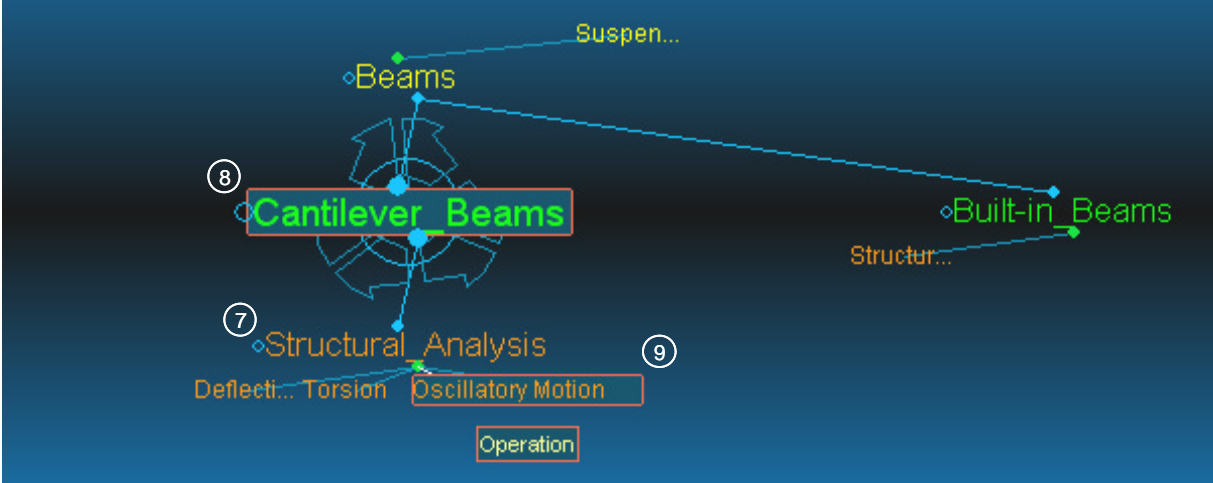 Suspen...
Beams
8
Cantilever_Beams
Built-in_Beams
Structur...
7
Structural_Analysis
9
Deflecti... Torsion Oscillatory Motion
Operation